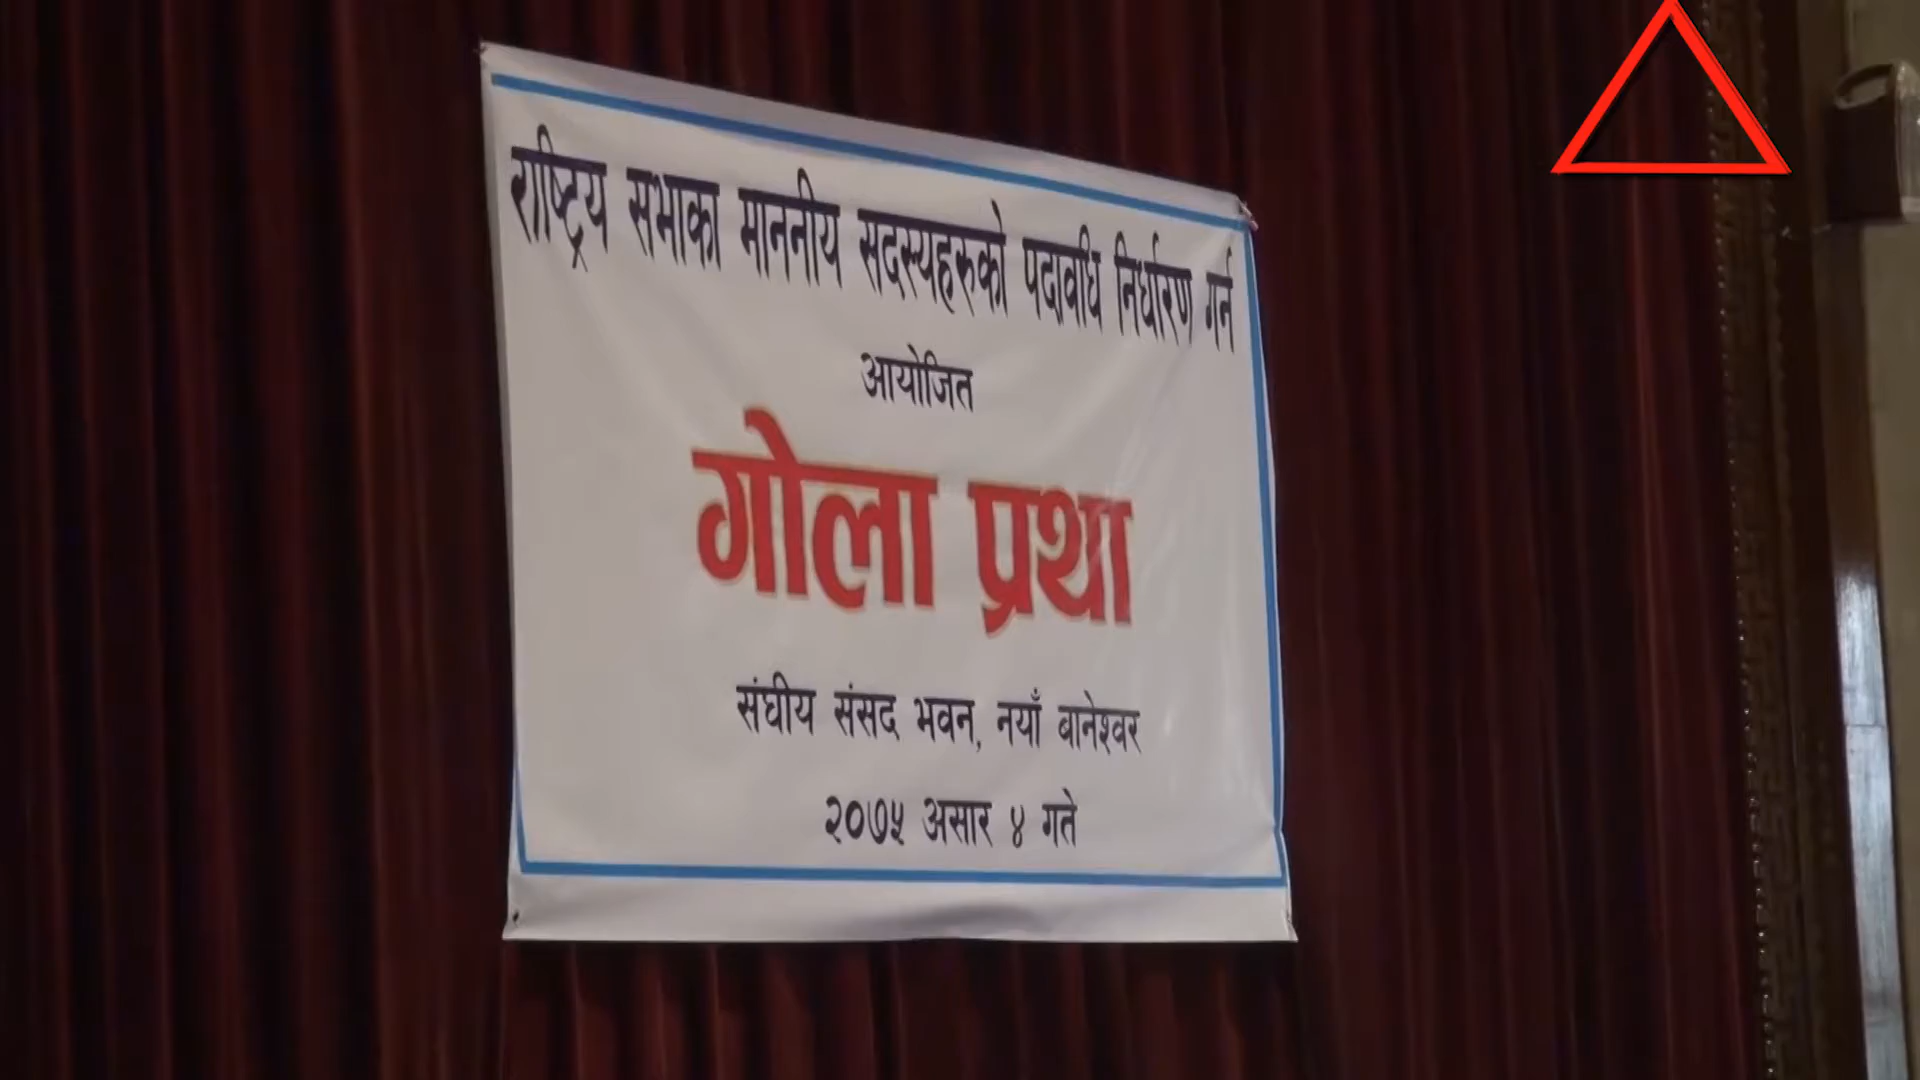 राष्ट्रिय सभाका माननीय सदस्यहरुको पदावधि निर्धारण गर्न
आयोजित
गोला प्रथा
संघीय संसद भवन, नयाँ बानेश्वर
२०७५ असार ४ गते